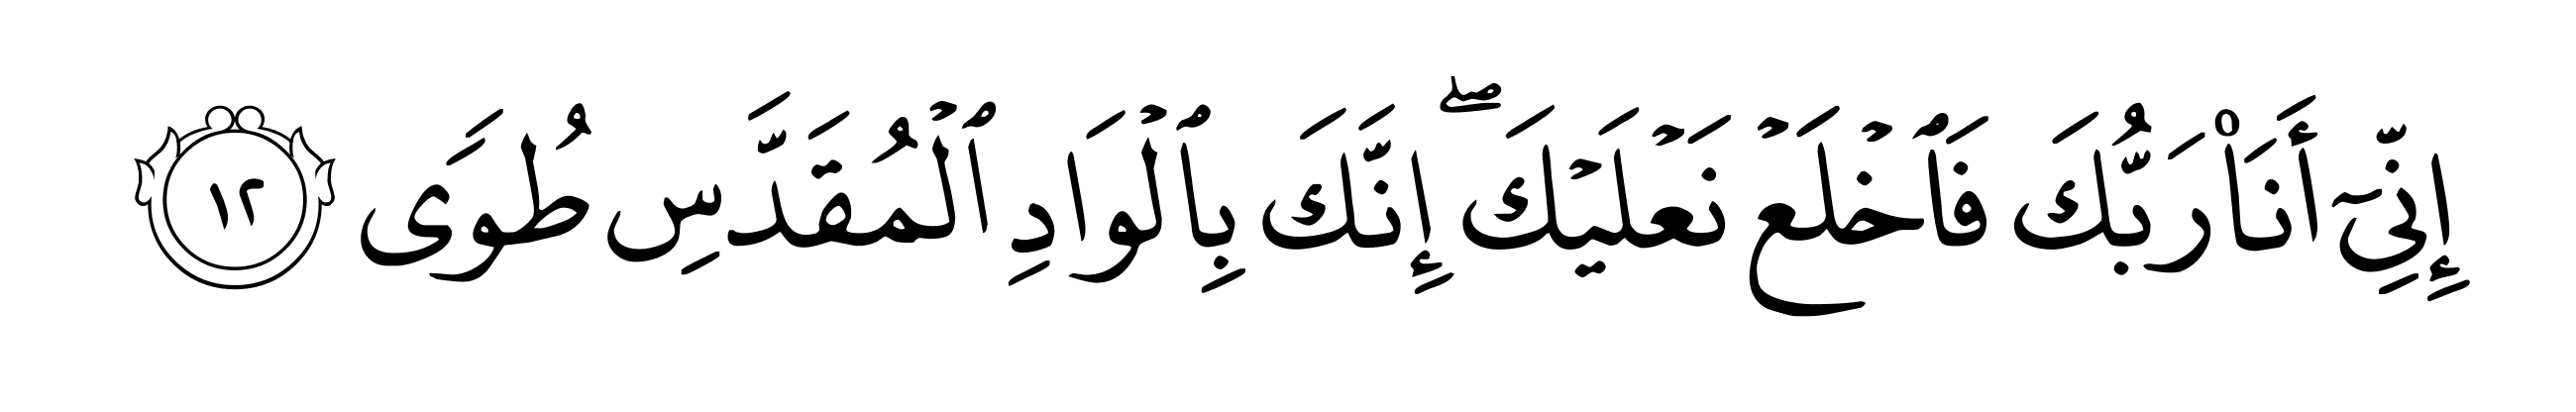 إِنِّيٓ أَنَا۠ رَبُّكَ فَٱخۡلَعۡ نَعۡلَيۡكَ ۖ إِنَّكَ بِٱلۡوَادِ ٱلۡمُقَدَّسِ طُوَى ١٢